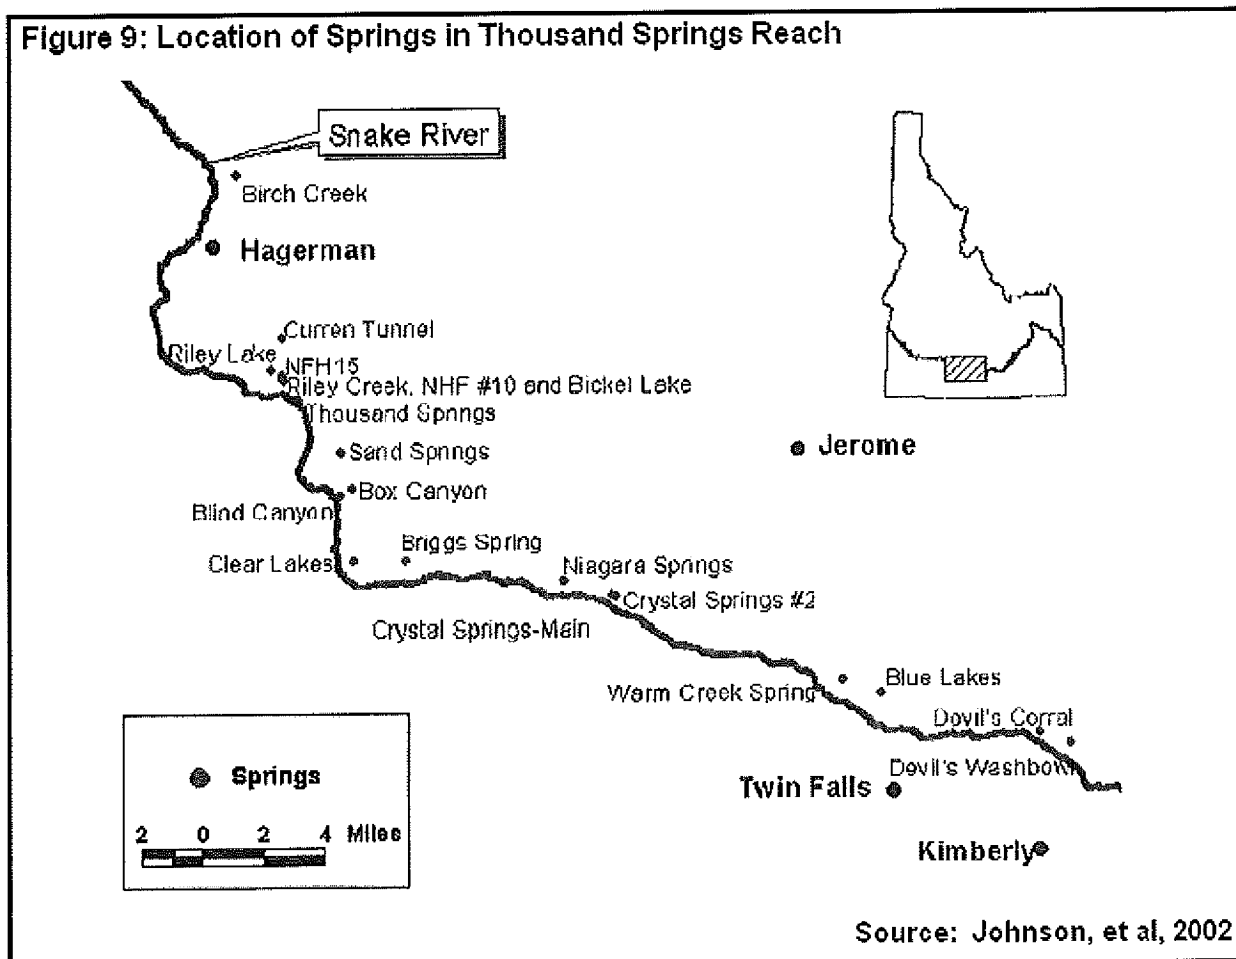 Figure 9: Location of Springs in Thousand Springs Reach
Snake River
Birch Creek
Hagerman
Curren Tunnel
Riley Lake
NFH15
Riley Creek, NHF #10 and Bickel Lake
Thousand Springs
Jerome
Sand Springs
Box Canyon
Blind Canyon
Briggs Spring
Clear Lakes
Niagara Springs
Crystal Springs #2
Crystal Springs-Main
Blue Lakes
Warm Creek Spring
Devil's Corral
Devil's Washbowl
Springs
Twin Falls
2 0 2 4 Miles
Kimberly
Source: Johnson, et al, 2002